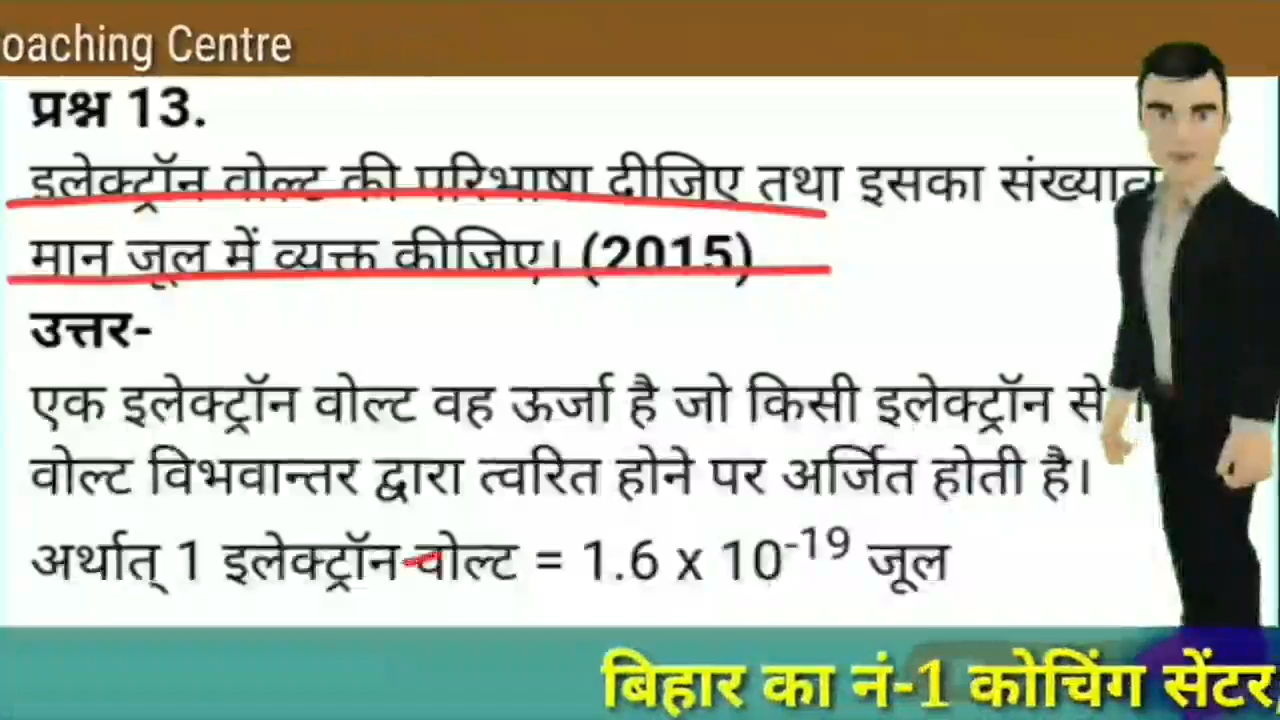 oaching Centre
प्रश्न 13.
इलेक्ट्रॉन वोल्ट की परिभाषा दीजिए तथा इसका
मान जूल में व्यक्त कीजिए। (2015)
उत्तर-
एक इलेक्ट्रॉन वोल्ट वह ऊर्जा है जो किसी इलेक्ट्रॉन से
वोल्ट विभवान्तर द्वारा त्वरित होने पर अर्जित होती है।
अर्थात् 1 इलेक्ट्रॉन वोल्ट = 1.6 x 10⁻¹⁹ जूल
बिहार का नं-1 कोचिंग सेंटर,